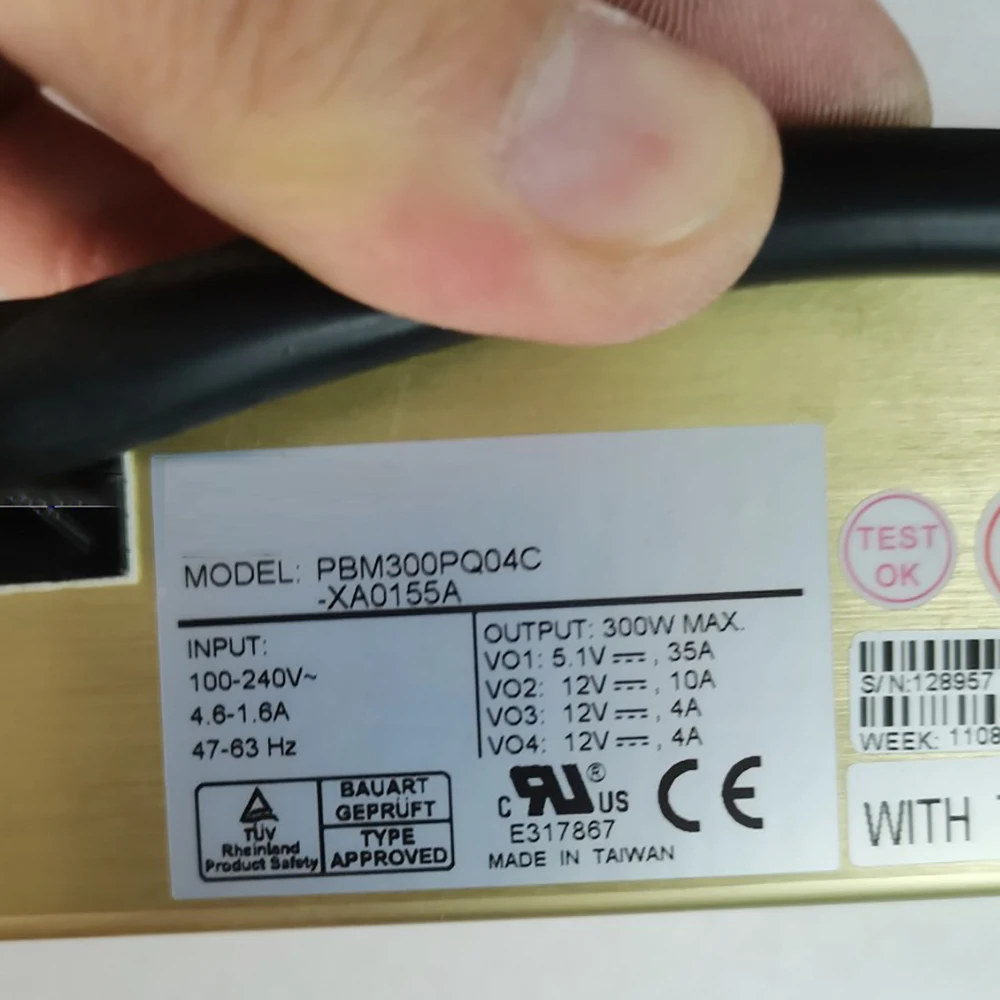 MODEL: PBM300PQ04C
-XA0155A
INPUT:
100-240V~
4.6-1.6A
47-63 Hz
OUTPUT: 300W MAX.
VO1: 5.1V⎓, 35A
VO2: 12V⎓, 10A
VO3: 12V⎓, 4A
VO4: 12V⎓, 4A
TÜV
Rheinland
Product Safety
BAUART
GEPRÜFT
TYPE
APPROVED
C RU® US
E317867
MADE IN TAIWAN
CE
TEST
OK
S/N:128957
WEEK: 1108
WITH